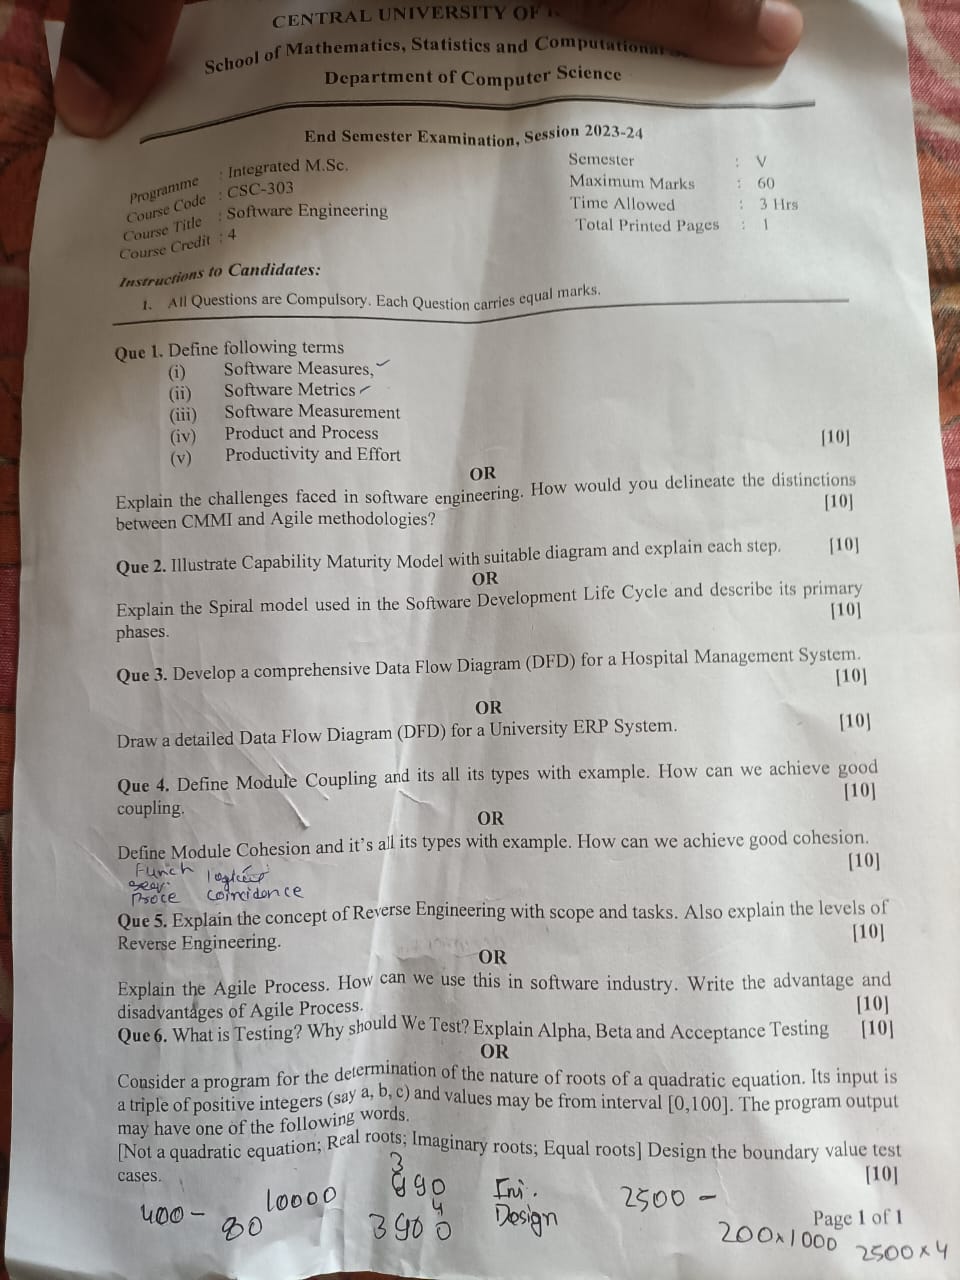 CENTRAL UNIVERSITY OF
School of Mathematics, Statistics and Computational
Department of Computer Science
End Semester Examination, Session 2023-24
Programme : Integrated M.Sc. Semester : V
Course Code : CSC-303 Maximum Marks : 60
Course Title : Software Engineering Time Allowed : 3 Hrs
Course Credit : 4 Total Printed Pages : 1
Instructions to Candidates:
1. All Questions are Compulsory. Each Question carries equal marks.
Que 1. Define following terms
(i) Software Measures,
(ii) Software Metrics
(iii) Software Measurement
(iv) Product and Process [10]
(v) Productivity and Effort
OR
Explain the challenges faced in software engineering. How would you delineate the distinctions
between CMMI and Agile methodologies? [10]
Que 2. Illustrate Capability Maturity Model with suitable diagram and explain each step. [10]
OR
Explain the Spiral model used in the Software Development Life Cycle and describe its primary
phases. [10]
Que 3. Develop a comprehensive Data Flow Diagram (DFD) for a Hospital Management System.
[10]
OR
Draw a detailed Data Flow Diagram (DFD) for a University ERP System. [10]
Que 4. Define Module Coupling and its all its types with example. How can we achieve good
coupling. [10]
OR
Define Module Cohesion and it's all its types with example. How can we achieve good cohesion.
[10]
coincidence
Que 5. Explain the concept of Reverse Engineering with scope and tasks. Also explain the levels of
Reverse Engineering. [10]
OR
Explain the Agile Process. How can we use this in software industry. Write the advantage and
disadvantages of Agile Process. [10]
Que 6. What is Testing? Why should We Test? Explain Alpha, Beta and Acceptance Testing [10]
OR
Consider a program for the determination of the nature of roots of a quadratic equation. Its input is
a triple of positive integers (say a, b, c) and values may be from interval [0,100]. The program output
may have one of the following words.
[Not a quadratic equation; Real roots; Imaginary roots; Equal roots] Design the boundary value test
cases. [10]
400 - 80 10000 Ini. 2500 -
Design
Page 1 of 1
200x1000 2500x4